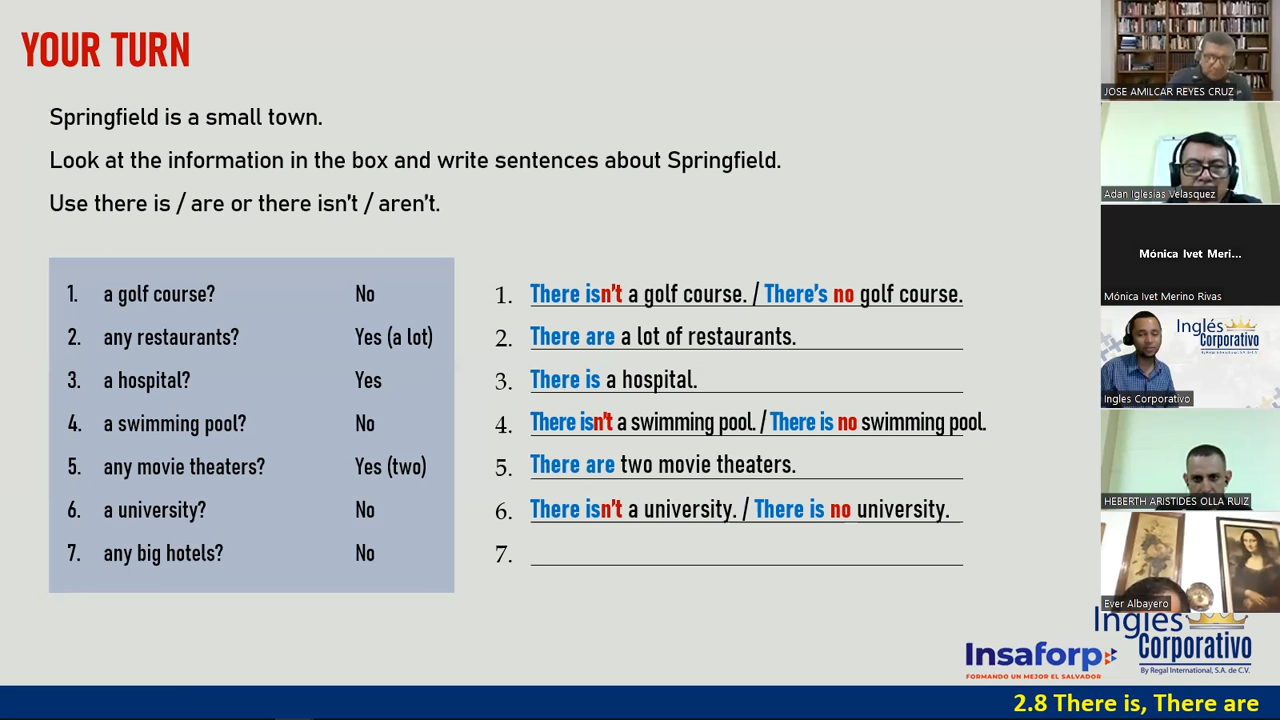 YOUR TURN
Springfield is a small town.
Look at the information in the box and write sentences about Springfield.
Use there is / are or there isn't / aren't.
1. a golf course? No
2. any restaurants? Yes (a lot)
3. a hospital? Yes
4. a swimming pool? No
5. any movie theaters? Yes (two)
6. a university? No
7. any big hotels? No
1. There isn't a golf course. / There's no golf course.
2. There are a lot of restaurants.
3. There is a hospital.
4. There isn't a swimming pool. / There is no swimming pool.
5. There are two movie theaters.
6. There isn't a university. / There is no university.
7.
JOSE AMILCAR REYES CRUZ
Adan Iglesias Velasquez
Mónica Ivet Meri...
Mónica Ivet Merino Rivas
Inglés
Corporativo
Ingles Corporativo
HEBERTH ARISTIDES OLLA RUIZ
Ever Albayero
Inglés
Corporativo
By Regal International, S.A. de C.V.
Insaforp
FORMANDO UN MEJOR EL SALVADOR
2.8 There is, There are